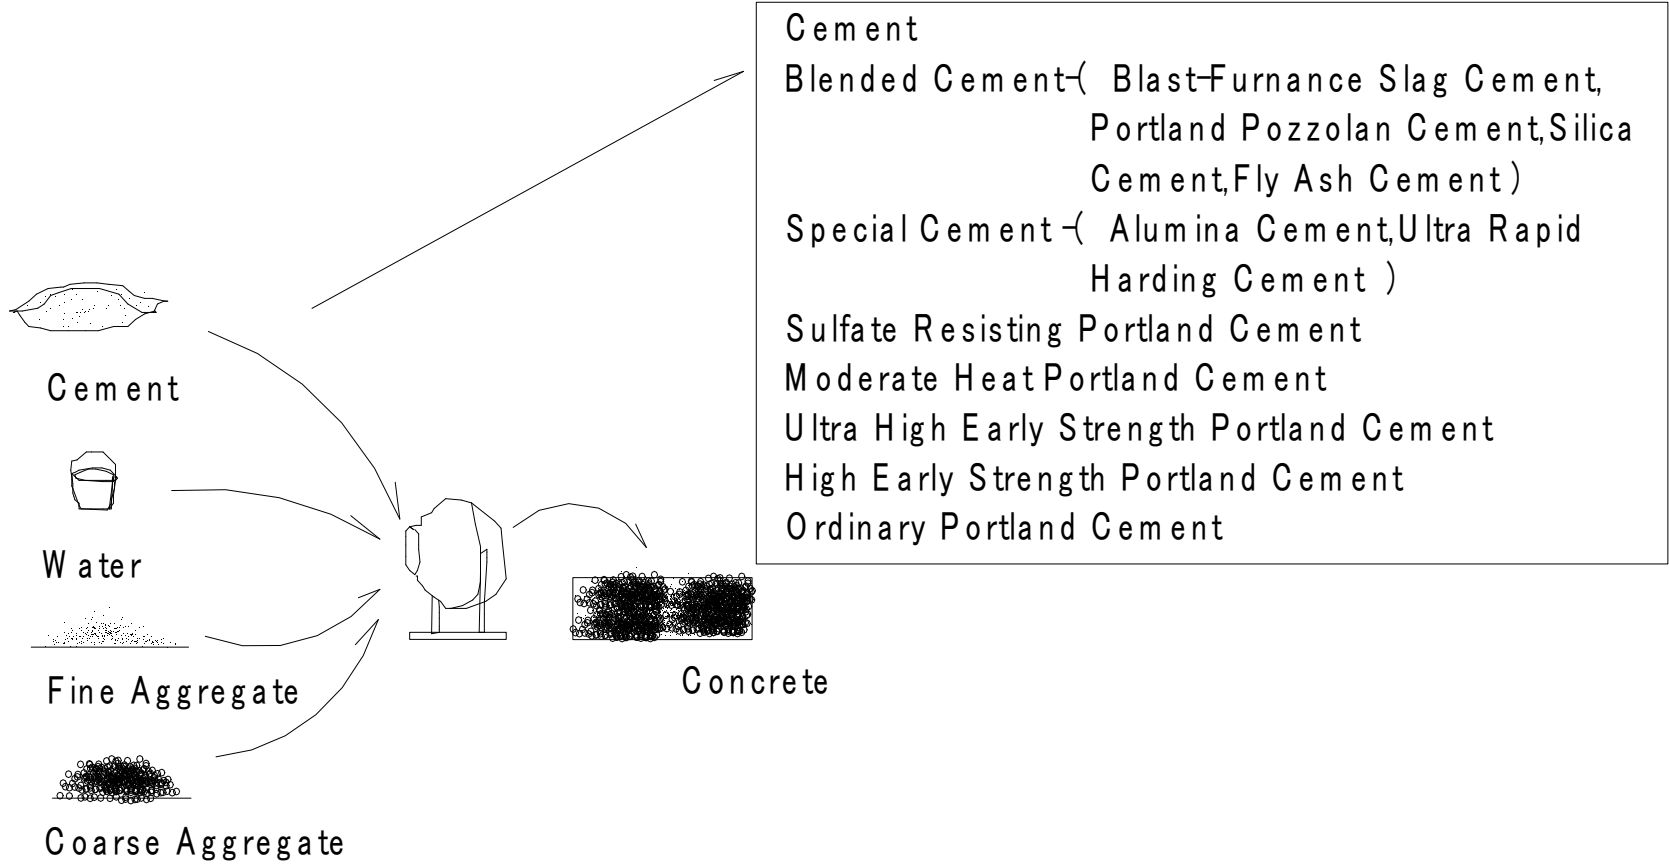 Cement
Blended Cement-( Blast-Furnance Slag Cement,
Portland Pozzolan Cement,Silica
Cement,Fly Ash Cement )
Special Cement-( Alumina Cement,Ultra Rapid
Harding Cement )
Sulfate Resisting Portland Cement
Moderate Heat Portland Cement
Ultra High Early Strength Portland Cement
High Early Strength Portland Cement
Ordinary Portland Cement
Cement
Water
Fine Aggregate
Coarse Aggregate
Concrete